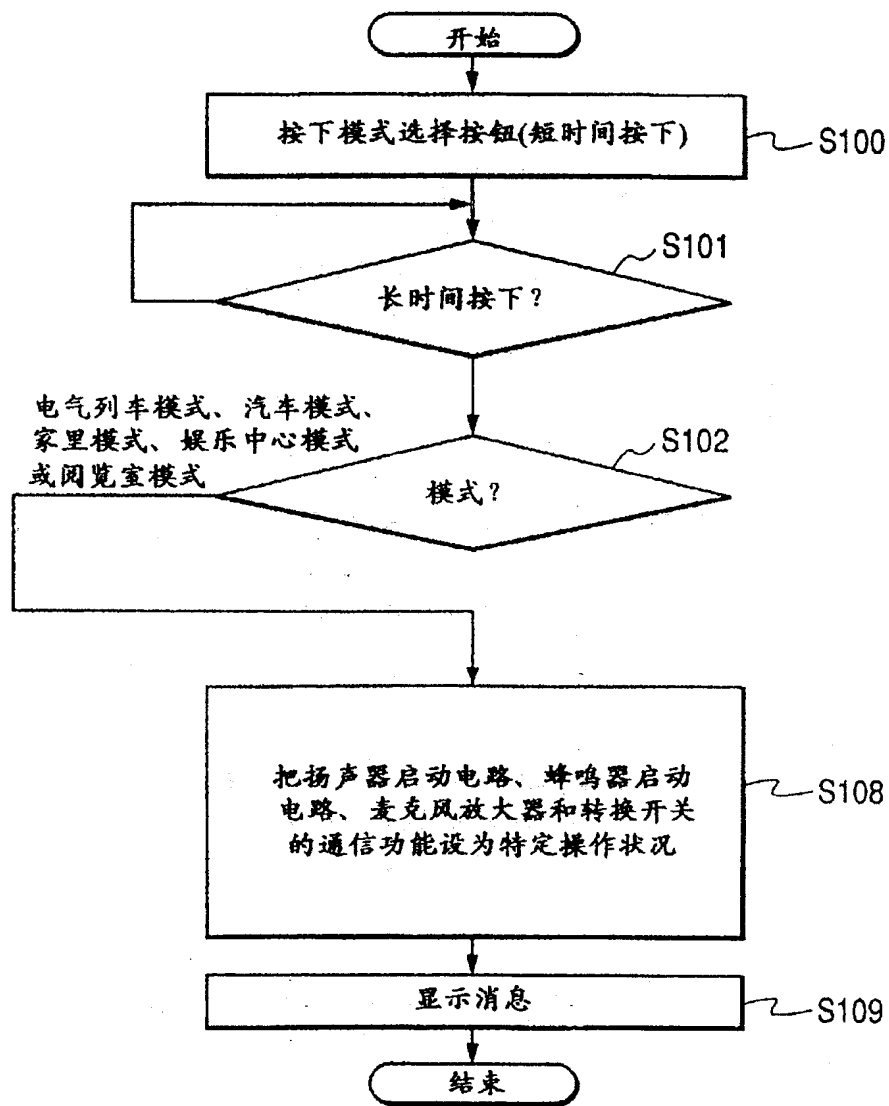 开始
按下模式选择按钮(短时间按下)
S100
S101
长时间按下?
电气列车模式、汽车模式、
家里模式、娱乐中心模式
或阅览室模式
S102
模式?
把扬声器启动电路、蜂鸣器启动
电路、麦克风放大器和转换开关
的通信功能设为特定操作状况
S108
显示消息
S109
结束